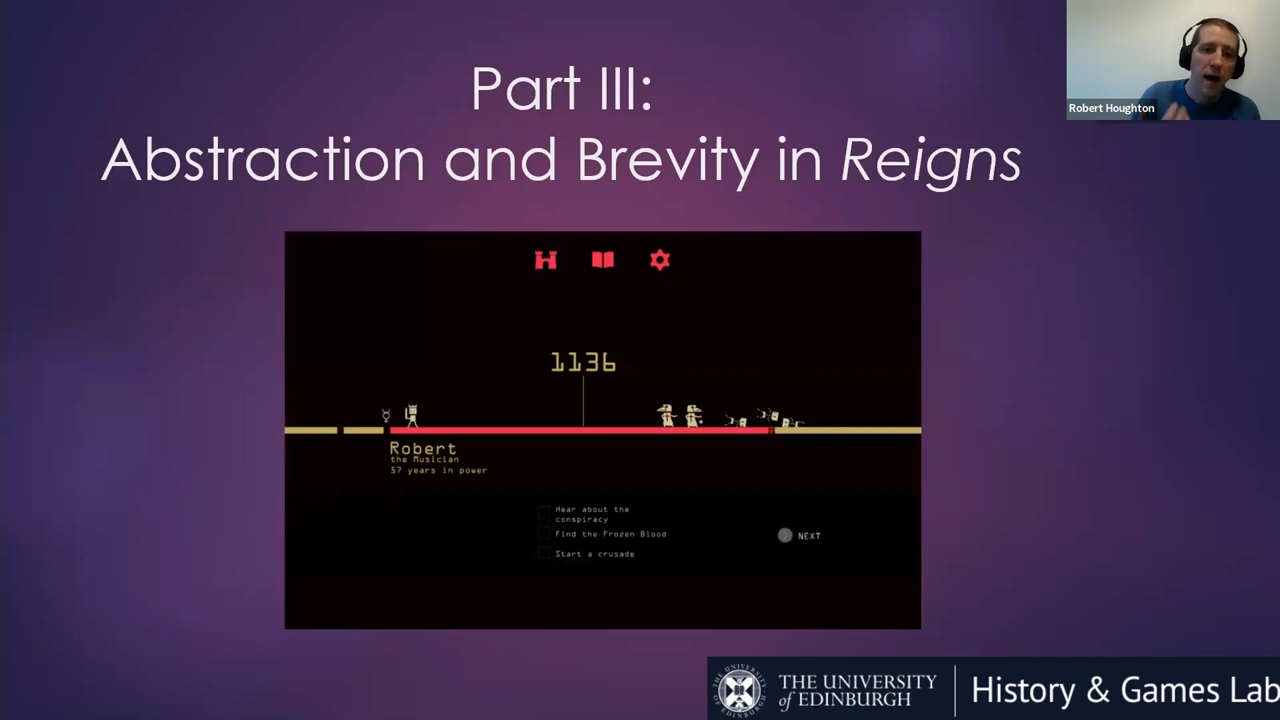 Part III:
Abstraction and Brevity in Reigns
Robert Houghton
1136
Robert
the Musician
57 years in power
Hear about the
conspiracy
Find the Frozen Blood
Start a crusade
NEXT
THE UNIVERSITY
of EDINBURGH
History & Games Lab